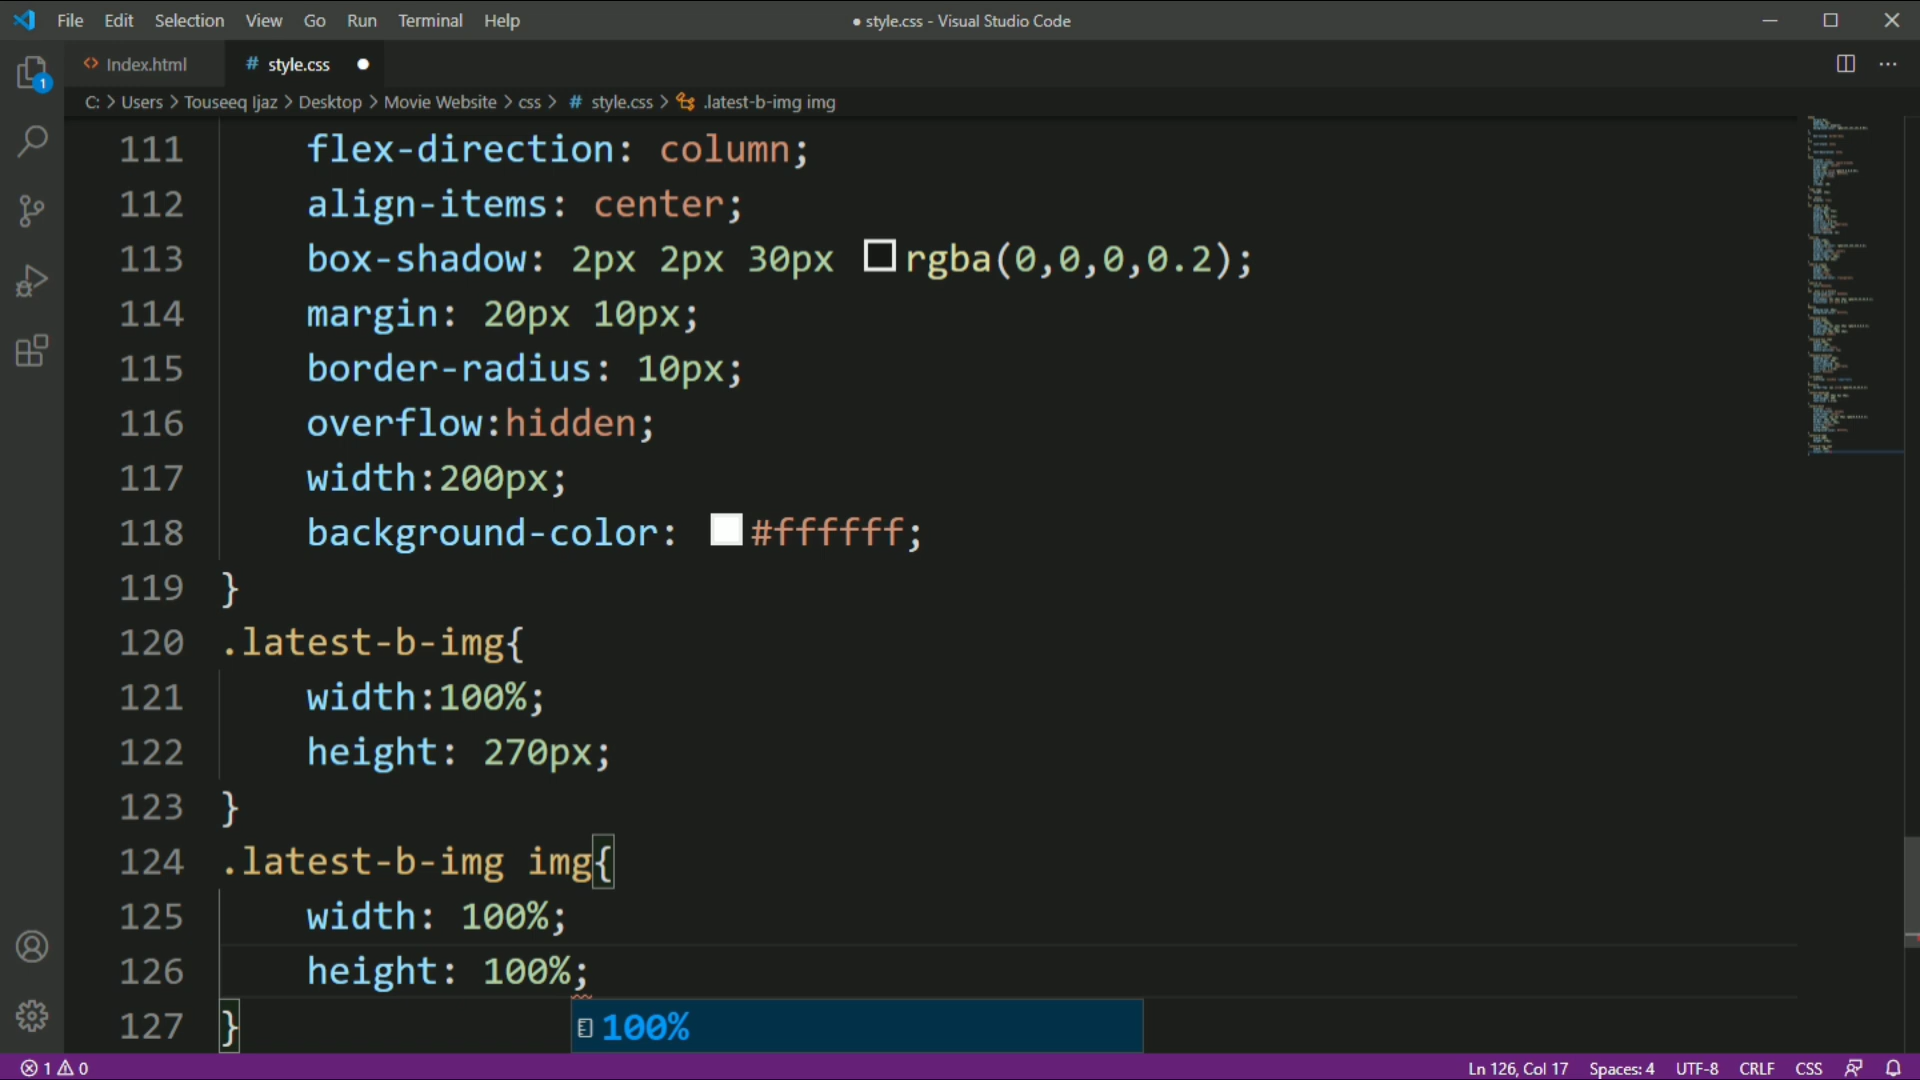 File Edit Selection View Go Run Terminal Help
● style.css - Visual Studio Code
1
<> Index.html
# style.css ●
C: > Users > Touseeq Ijaz > Desktop > Movie Website > css > # style.css > .latest-b-img img
111 flex-direction: column;
112 align-items: center;
113 box-shadow: 2px 2px 30px rgba(0,0,0,0.2);
114 margin: 20px 10px;
115 border-radius: 10px;
116 overflow:hidden;
117 width:200px;
118 background-color: #ffffff;
119 }
120 .latest-b-img{
121 width:100%;
122 height: 270px;
123 }
124 .latest-b-img img{
125 width: 100%;
126 height: 100%;
127 }
100%
1 0
Ln 126, Col 17 Spaces: 4 UTF-8 CRLF CSS